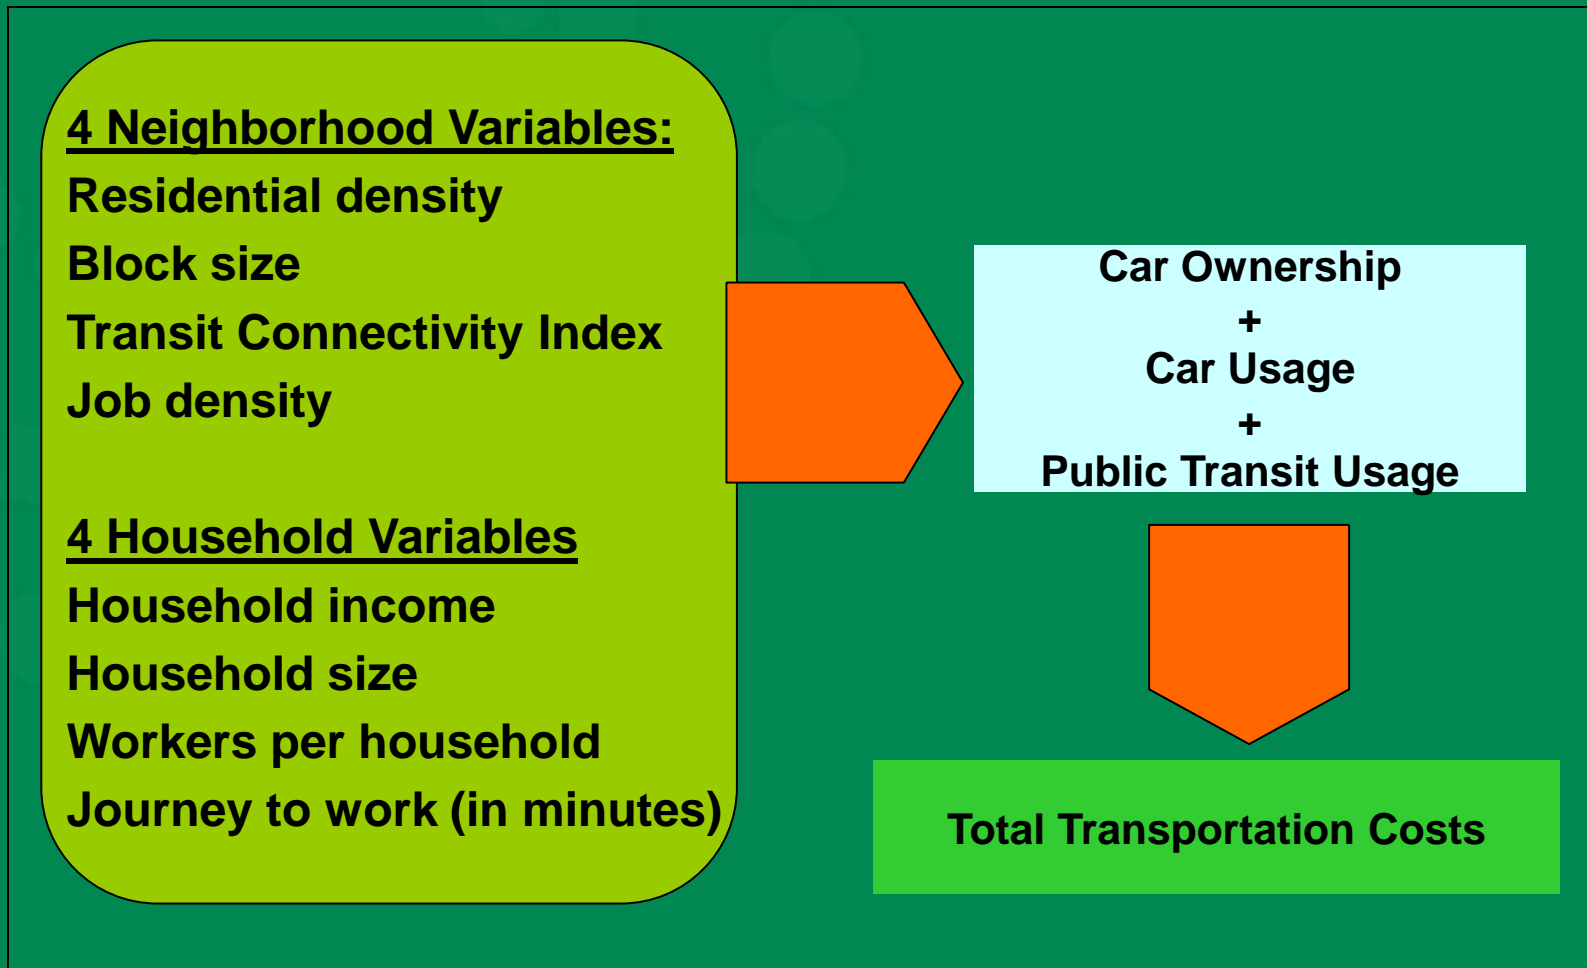 4 Neighborhood Variables:
Residential density
Block size
Transit Connectivity Index
Job density
4 Household Variables
Household income
Household size
Workers per household
Journey to work (in minutes)
Car Ownership
+
Car Usage
+
Public Transit Usage
Total Transportation Costs